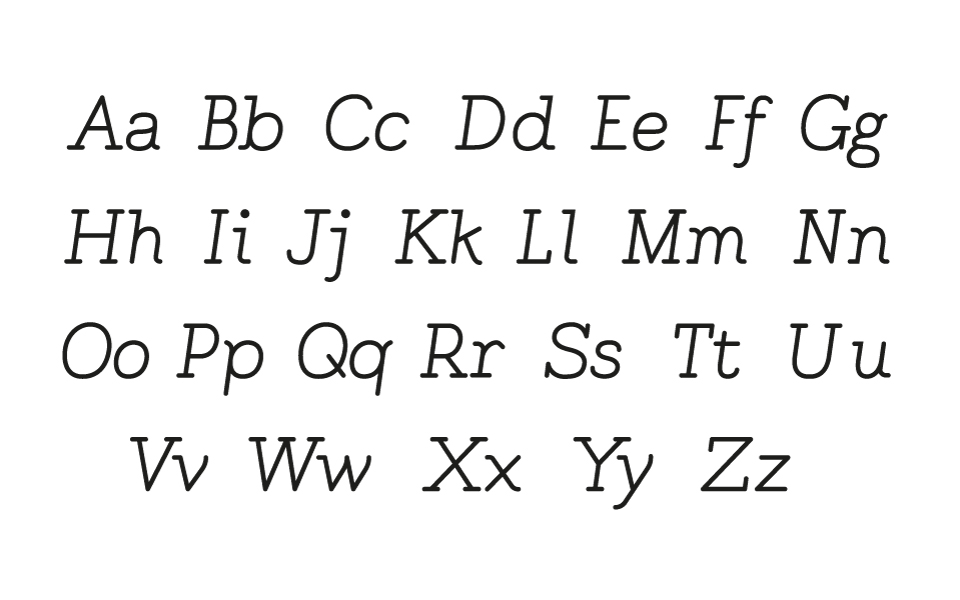 Aa Bb Cc Dd Ee Ff Gg
Hh Ii Jj Kk Ll Mm Nn
Oo Pp Qq Rr Ss Tt Uu
Vv Ww Xx Yy Zz